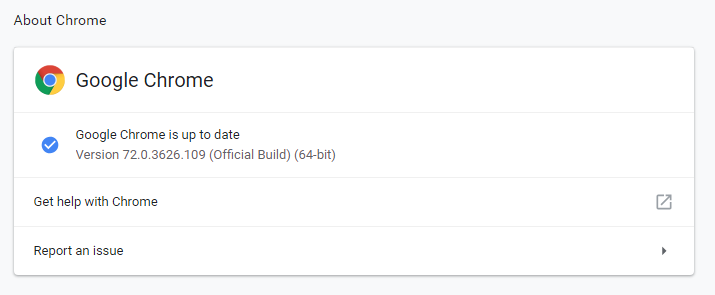 About Chrome
Google Chrome
Google Chrome is up to date
Version 72.0.3626.109 (Official Build) (64-bit)
Get help with Chrome
Report an issue